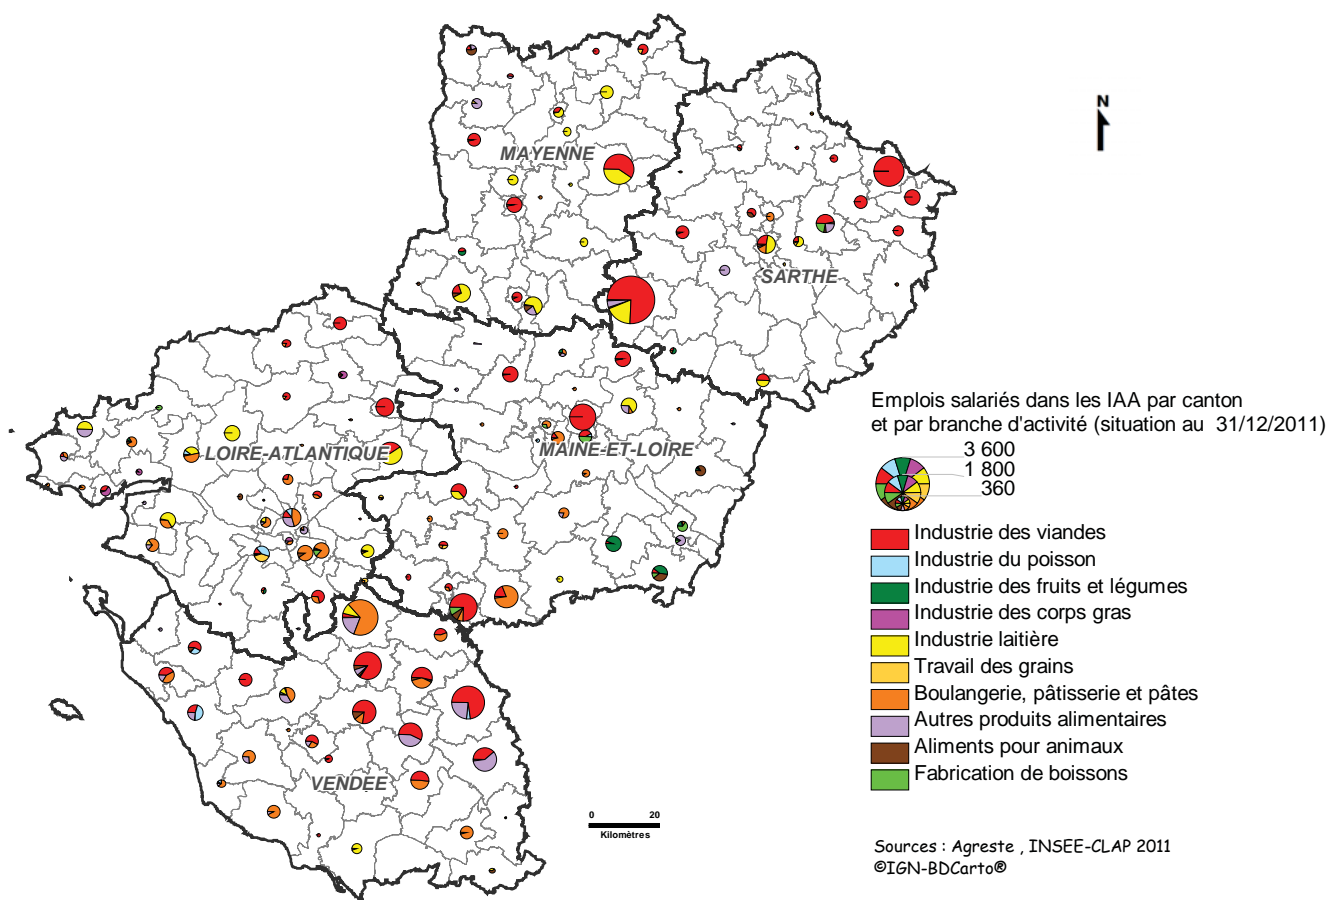 N
MAYENNE
SARTHE
LOIRE-ATLANTIQUE
MAINE-ET-LOIRE
VENDEE
Emplois salariés dans les IAA par canton
et par branche d'activité (situation au 31/12/2011)
3 600
1 800
360
Industrie des viandes
Industrie du poisson
Industrie des fruits et légumes
Industrie des corps gras
Industrie laitière
Travail des grains
Boulangerie, pâtisserie et pâtes
Autres produits alimentaires
Aliments pour animaux
Fabrication de boissons
0 20
Kilomètres
Sources : Agreste , INSEE-CLAP 2011
©IGN-BDCarto®